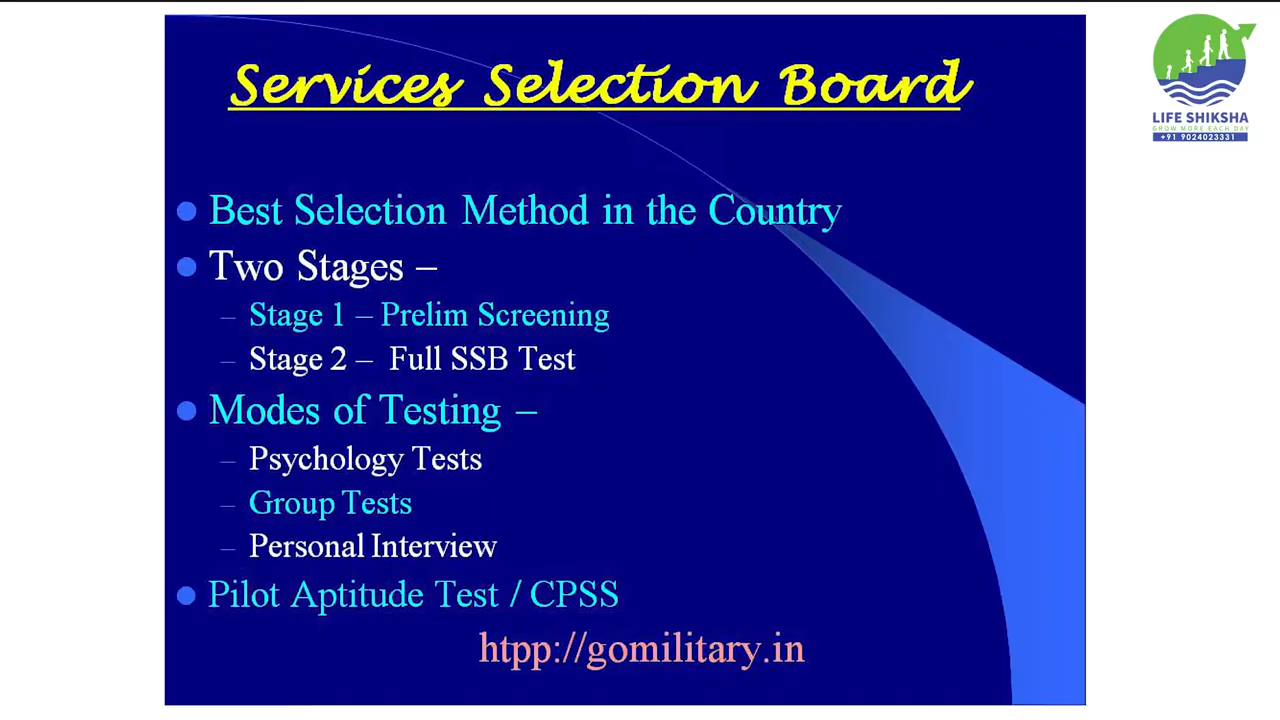 Services Selection Board
LIFE SHIKSHA
GROW MORE EACH DAY
+91 9024023331
Best Selection Method in the Country
Two Stages –
– Stage 1 – Prelim Screening
– Stage 2 – Full SSB Test
Modes of Testing –
– Psychology Tests
– Group Tests
– Personal Interview
Pilot Aptitude Test / CPSS
htpp://gomilitary.in